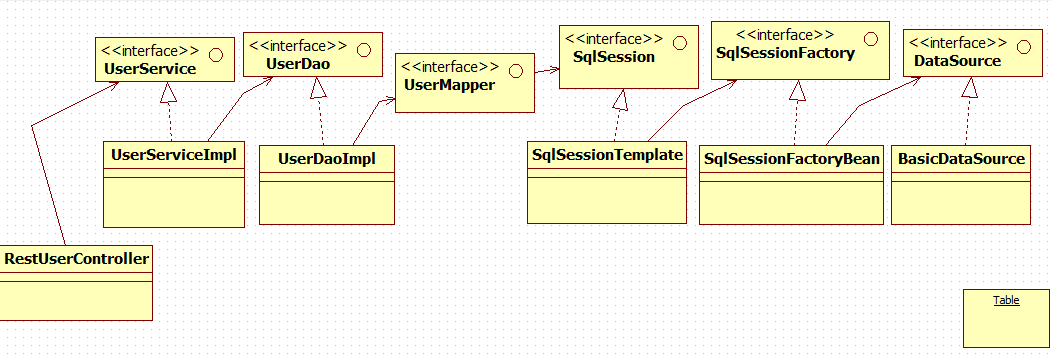 <<interface>>
UserService
<<interface>>
UserDao
<<interface>>
UserMapper
<<interface>>
SqlSession
<<interface>>
SqlSessionFactory
<<interface>>
DataSource
UserServiceImpl
UserDaoImpl
SqlSessionTemplate
SqlSessionFactoryBean
BasicDataSource
RestUserController
Table